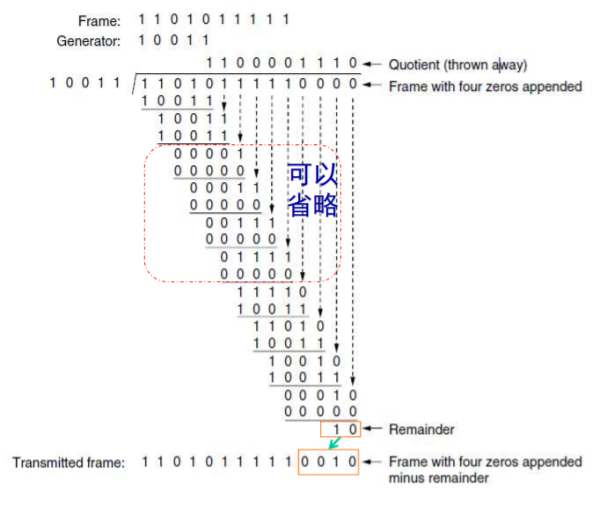 Frame: 1 1 0 1 0 1 1 1 1 1
Generator: 1 0 0 1 1
1 1 0 0 0 0 1 1 1 0 Quotient (thrown away)
1 0 0 1 1 1 1 0 1 0 1 1 1 1 1 0 0 0 0 Frame with four zeros appended
1 0 0 1 1
1 0 0 1 1
1 0 0 1 1
0 0 0 0 1
0 0 0 0 0
可以
0 0 0 1 1
0 0 0 0 0
省略
0 0 1 1 1
0 0 0 0 0
0 1 1 1 1
0 0 0 0 0
1 1 1 1 0
1 0 0 1 1
1 1 0 1 0
1 0 0 1 1
1 0 0 1 0
1 0 0 1 1
0 0 0 1 0
0 0 0 0 0
1 0 Remainder
Transmitted frame: 1 1 0 1 0 1 1 1 1 1 0 0 1 0 Frame with four zeros appended
minus remainder